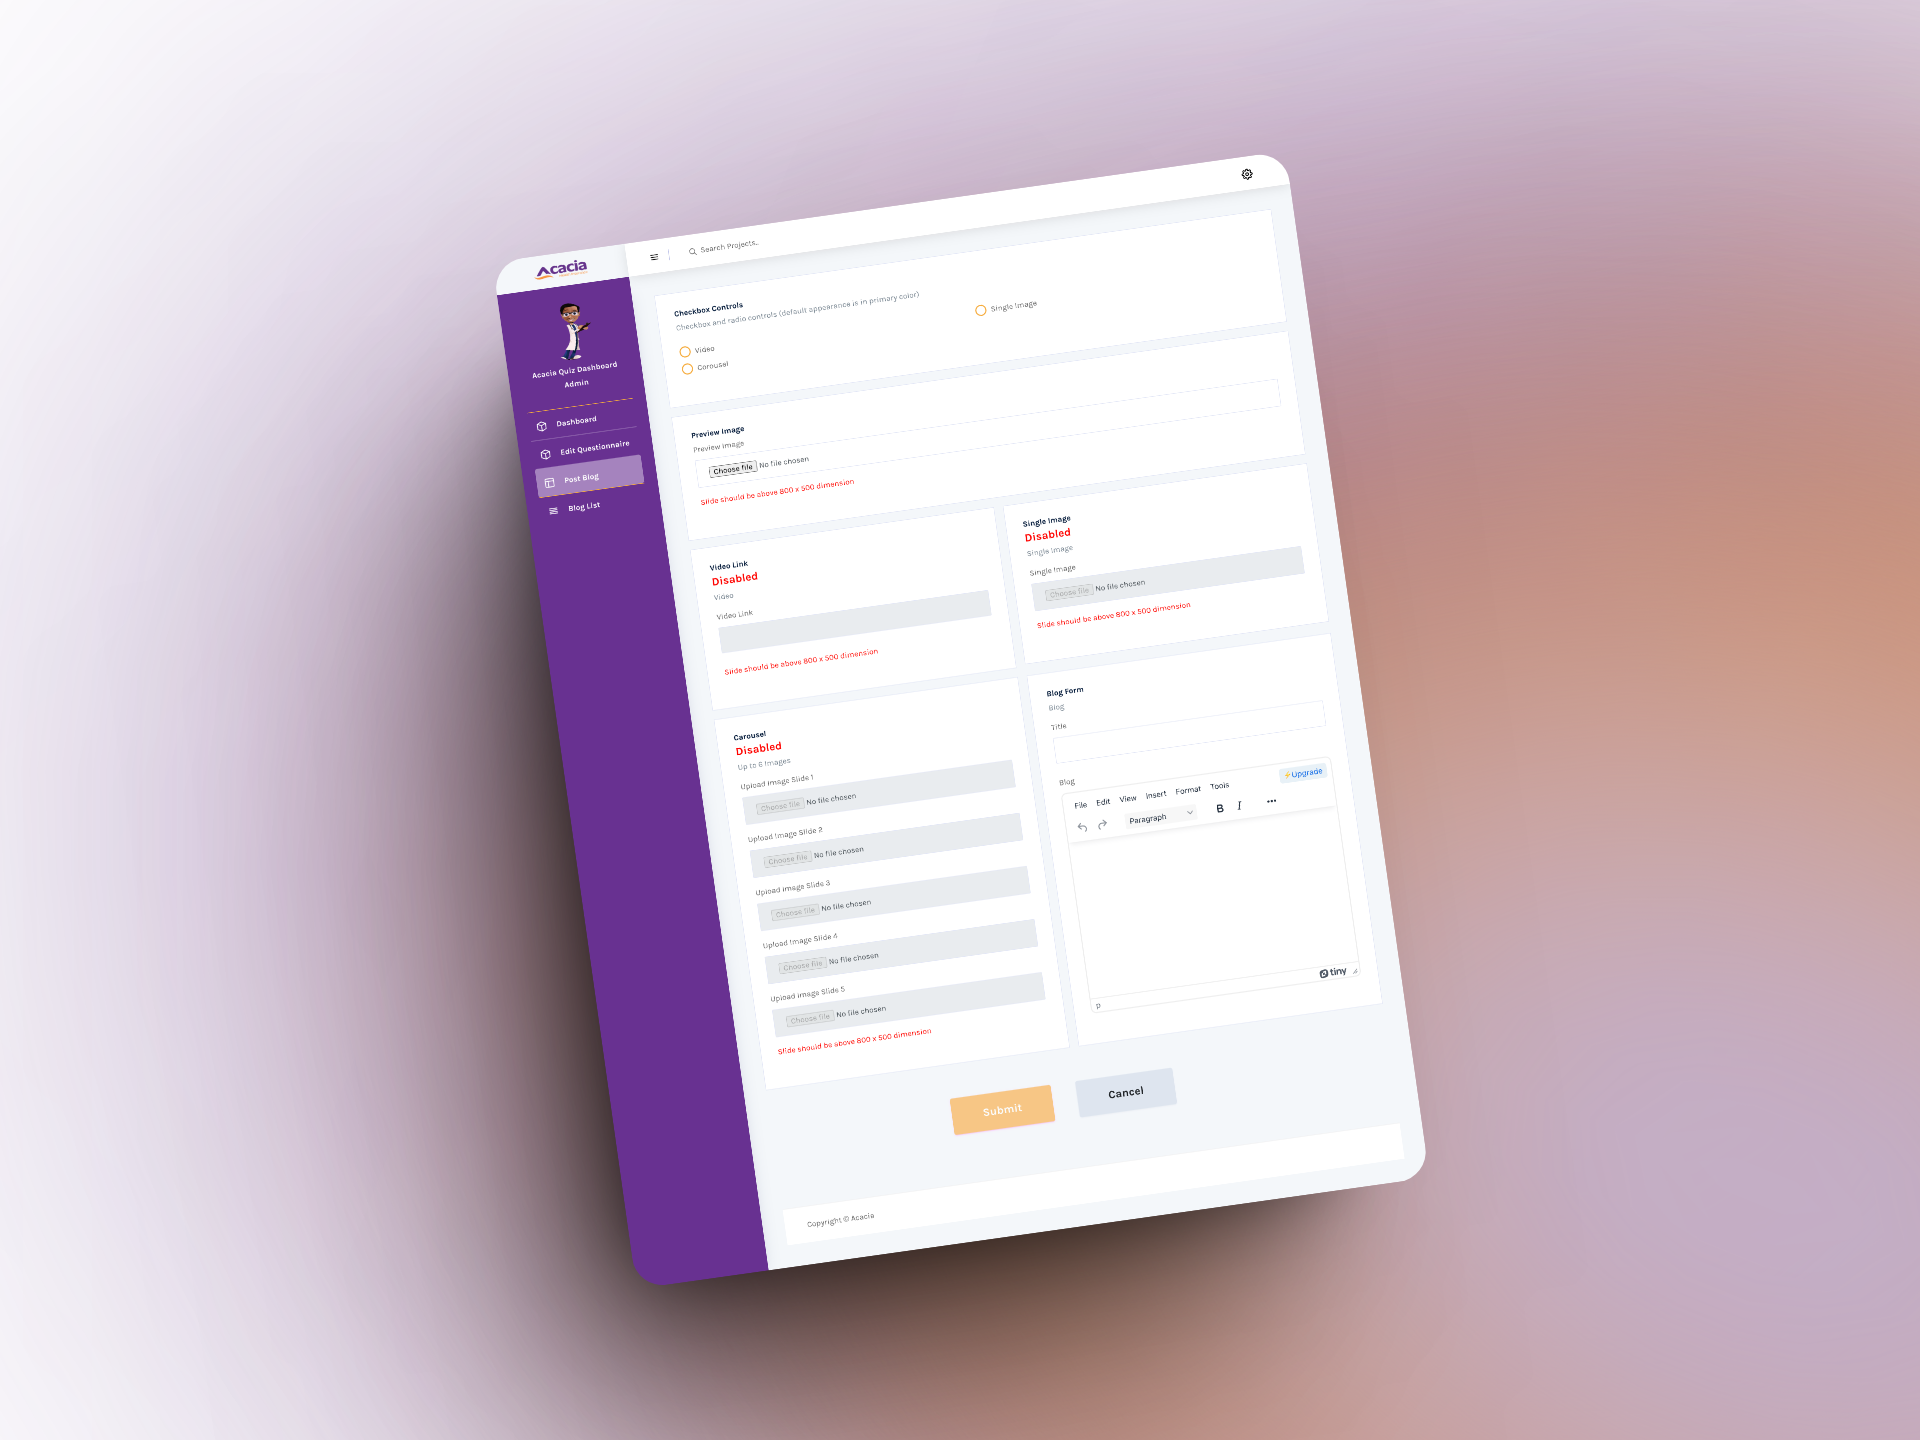 Acacia
Search Projects..
Acacia Quiz Dashboard
Admin
Dashboard
Edit Questionnaire
Post Blog
Blog List
Checkbox Controls
Checkbox and radio controls (default appearance is in primary color)
Video
Single Image
Carousel
Preview Image
Preview image
Choose file No file chosen
Slide should be above 800 x 500 dimension
Video Link
Disabled
Video
Video Link
Slide should be above 800 x 500 dimension
Single Image
Disabled
Single Image
Single Image
Choose file No file chosen
Slide should be above 800 x 500 dimension
Carousel
Disabled
Up to 6 Images
Upload Image Slide 1
Choose file No file chosen
Upload Image Slide 2
Choose file No file chosen
Upload Image Slide 3
Choose file No file chosen
Upload Image Slide 4
Choose file No file chosen
Upload Image Slide 5
Choose file No file chosen
Slide should be above 800 x 500 dimension
Blog Form
Blog
Title
Blog
⚡Upgrade
File Edit View Insert Format Tools
Paragraph B I ...
p
tiny
Submit
Cancel
Copyright © Acacia